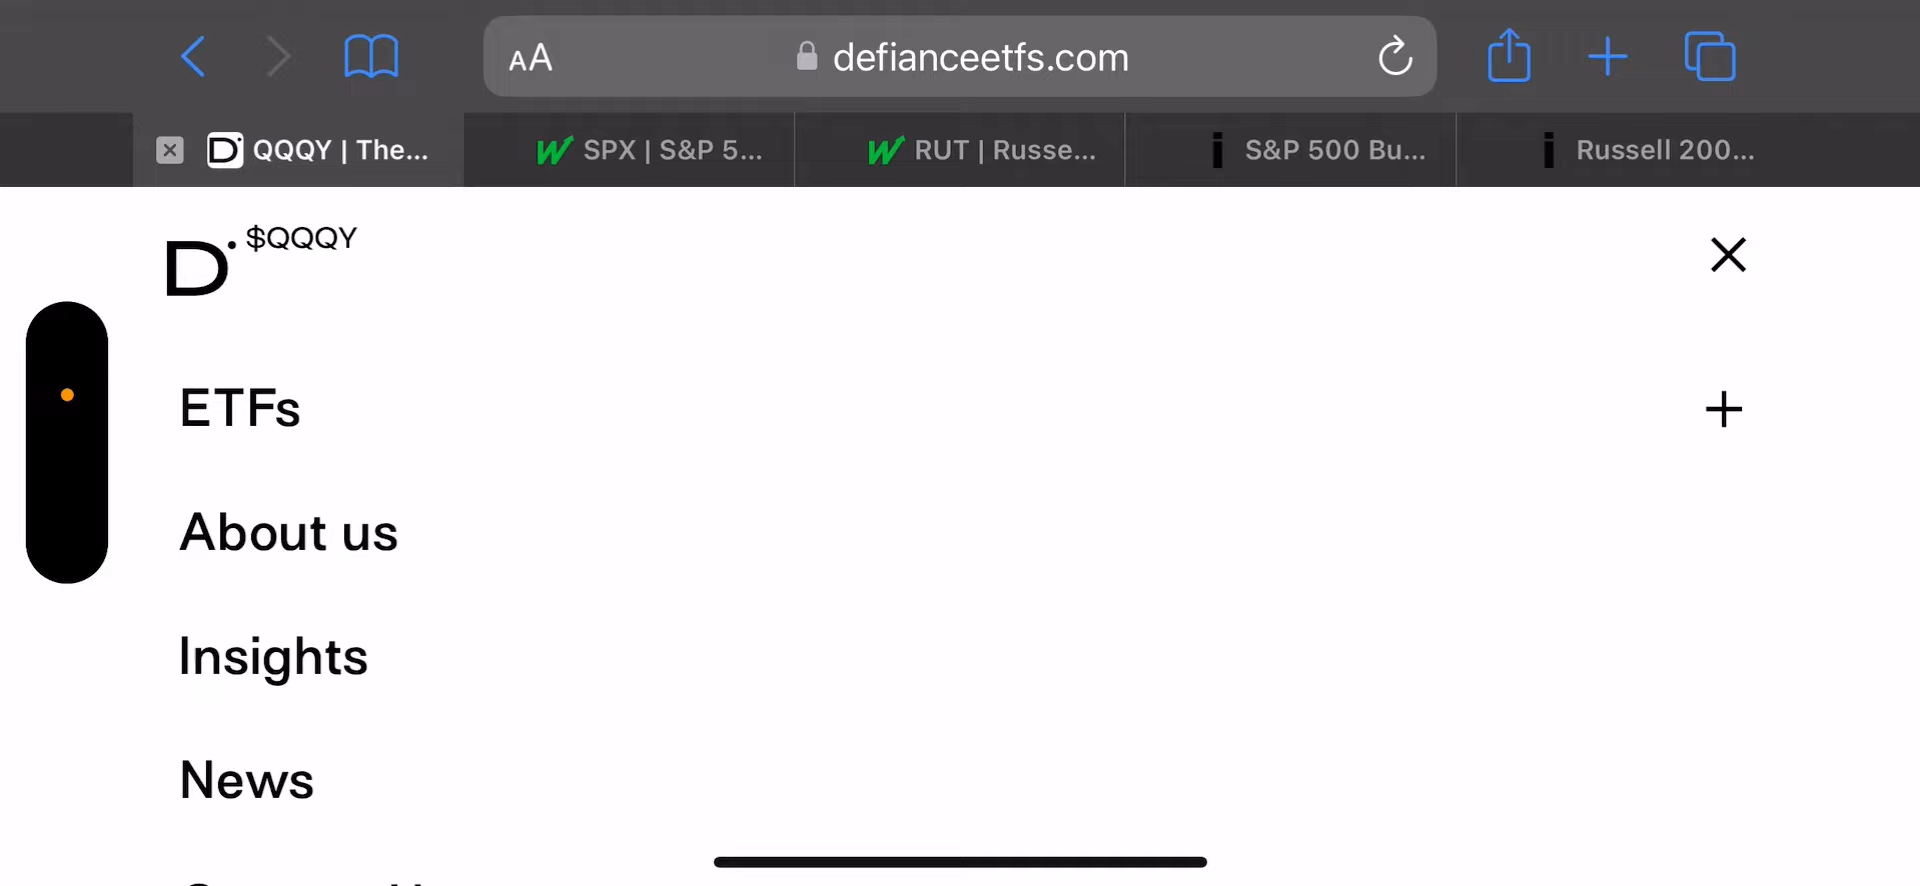 AA defianceetfs.com
QQQY | The...
SPX | S&P 5...
RUT | Russe...
S&P 500 Bu...
Russell 200...
D $QQQY
ETFs
About us
Insights
News